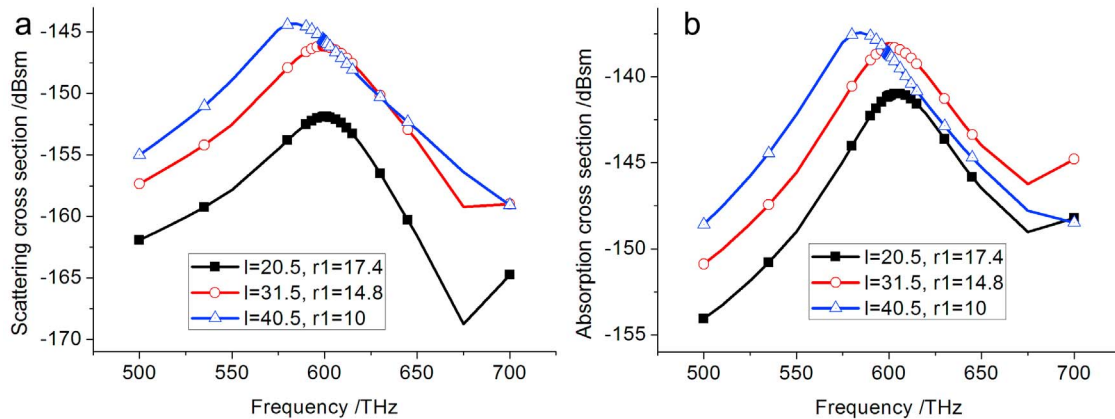 a
-145
-150
-155
-160
-165
-170
Scattering cross section /dBsm
l=20.5, r1=17.4
l=31.5, r1=14.8
l=40.5, r1=10
500 550 600 650 700
Frequency /THz
b
-140
-145
-150
-155
Absorption cross section /dBsm
l=20.5, r1=17.4
l=31.5, r1=14.8
l=40.5, r1=10
500 550 600 650 700
Frequency /THz